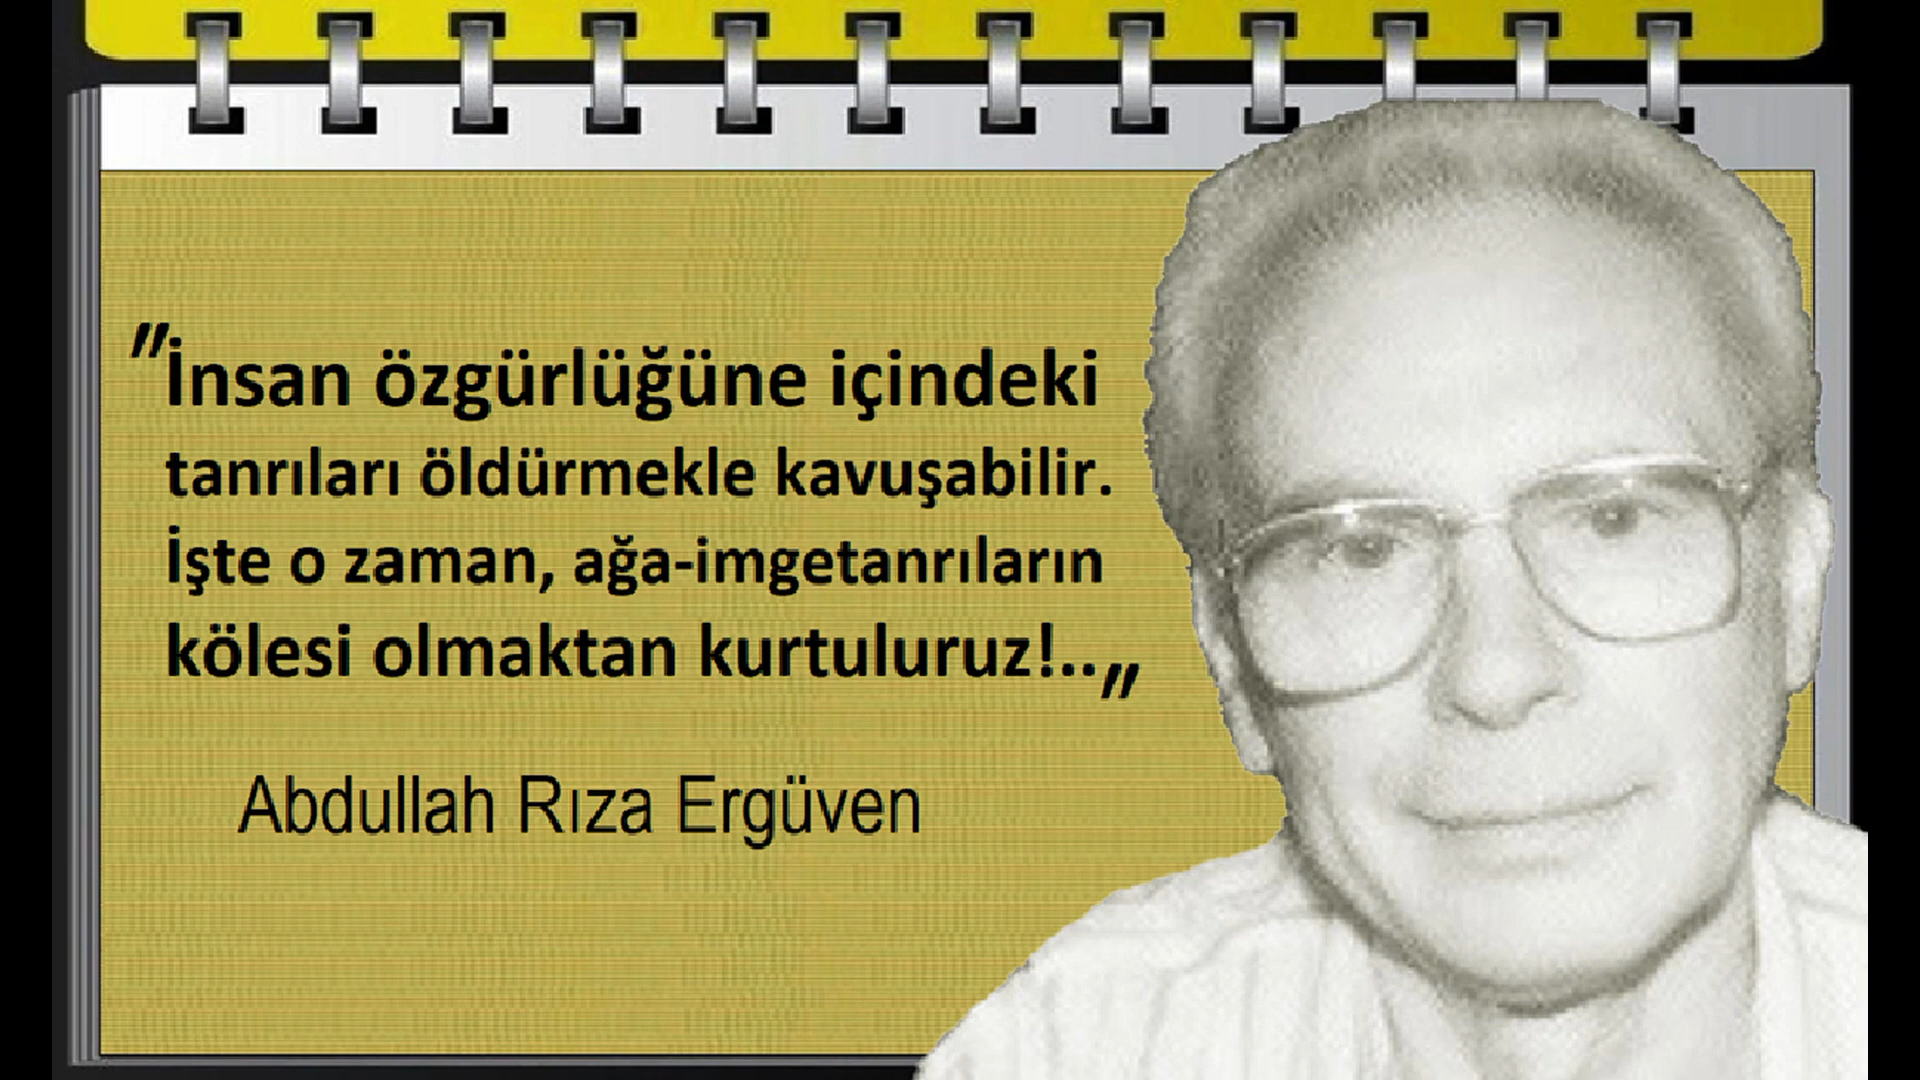 "İnsan özgürlüğüne içindeki
tanrıları öldürmekle kavuşabilir.
İşte o zaman, ağa-imgetanrıların
kölesi olmaktan kurtuluruz!..„
Abdullah Rıza Ergüven